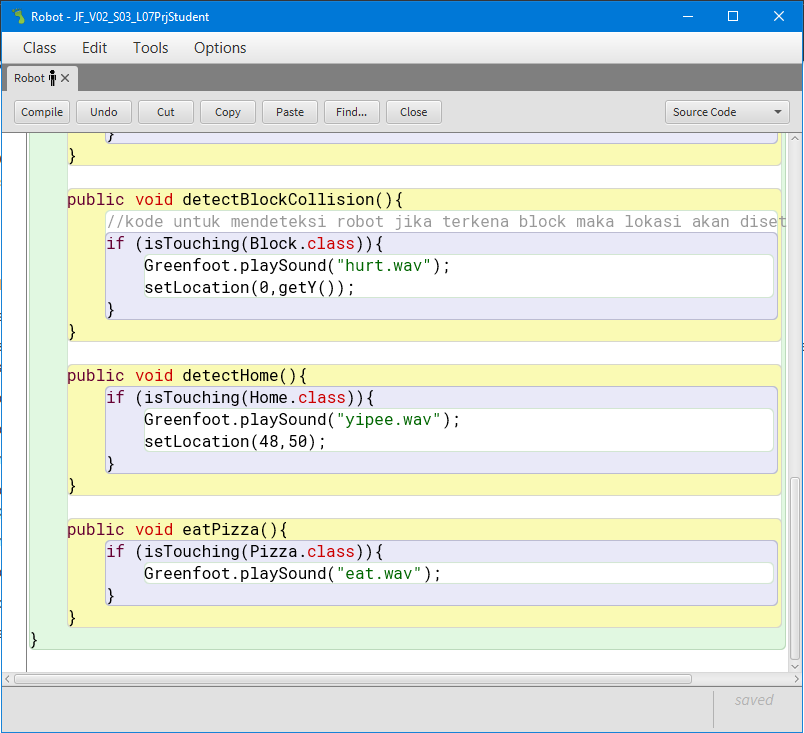 Robot - JF_V02_S03_L07PrjStudent
Class Edit Tools Options
Robot
Compile Undo Cut Copy Paste Find... Close Source Code
}
}
public void detectBlockCollision(){
//kode untuk mendeteksi robot jika terkena block maka lokasi akan diset
if (isTouching(Block.class)){
Greenfoot.playSound("hurt.wav");
setLocation(0,getY());
}
}
public void detectHome(){
if (isTouching(Home.class)){
Greenfoot.playSound("yipee.wav");
setLocation(48,50);
}
}
public void eatPizza(){
if (isTouching(Pizza.class)){
Greenfoot.playSound("eat.wav");
}
}
}
saved